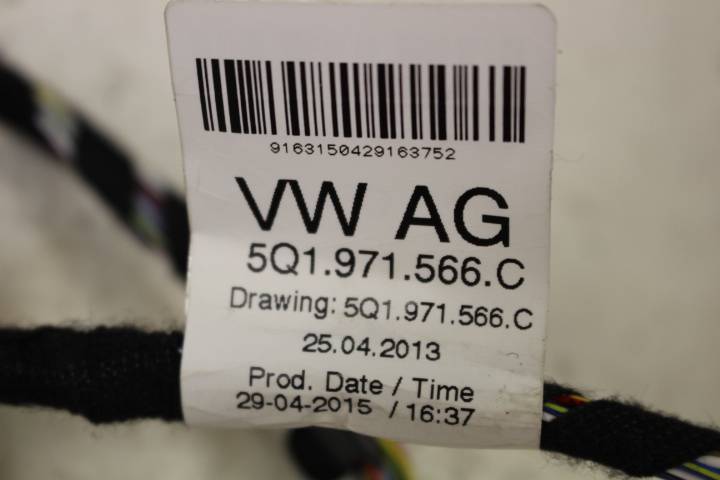 9163150429163752
VW AG
5Q1.971.566.C
Drawing: 5Q1.971.566.C
25.04.2013
Prod. Date / Time
29-04-2015 / 16:37